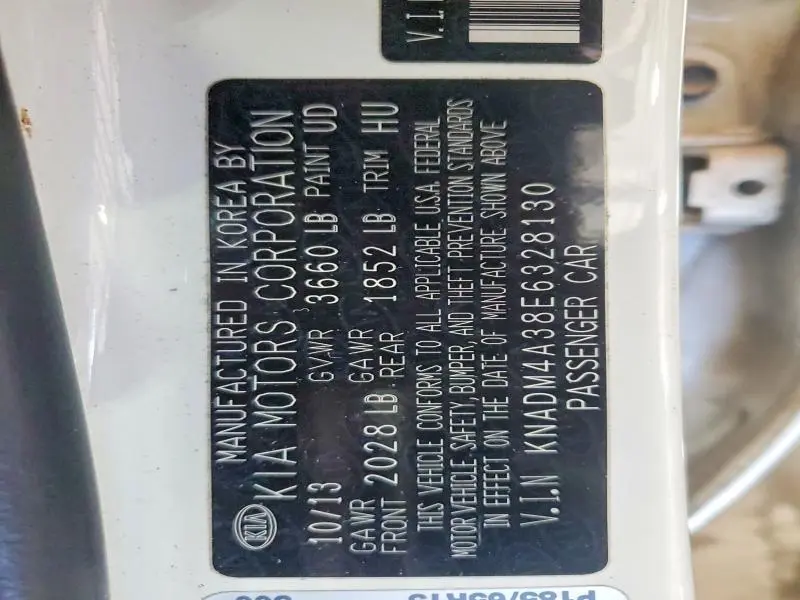 V.I.N
MANUFACTURED IN KOREA BY
KIA KIA MOTORS CORPORATION
10/13 GVWR 3660 LB PAINT UD
GAWR FRONT 2028 LB GAWR REAR 1852 LB TRIM HU
THIS VEHICLE CONFORMS TO ALL APPLICABLE U.S.A. FEDERAL
MOTOR VEHICLE SAFETY, BUMPER, AND THEFT PREVENTION STANDARDS
IN EFFECT ON THE DATE OF MANUFACTURE SHOWN ABOVE
V.I.N KNADM4A38E6328130
PASSENGER CAR